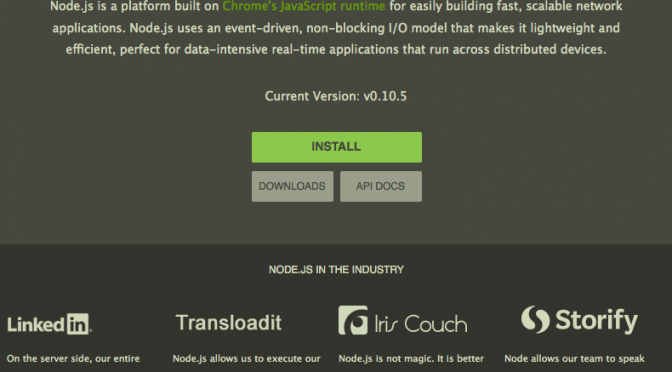 Node.js is a platform built on Chrome's JavaScript runtime for easily building fast, scalable network
applications. Node.js uses an event-driven, non-blocking I/O model that makes it lightweight and
efficient, perfect for data-intensive real-time applications that run across distributed devices.
Current Version: v0.10.5
INSTALL
DOWNLOADS
API DOCS
NODE.JS IN THE INDUSTRY
Linked in
Transloadit
Iris Couch
Storify
On the server side, our entire
Node.js allows us to execute our
Node.js is not magic. It is better
Node allows our team to speak